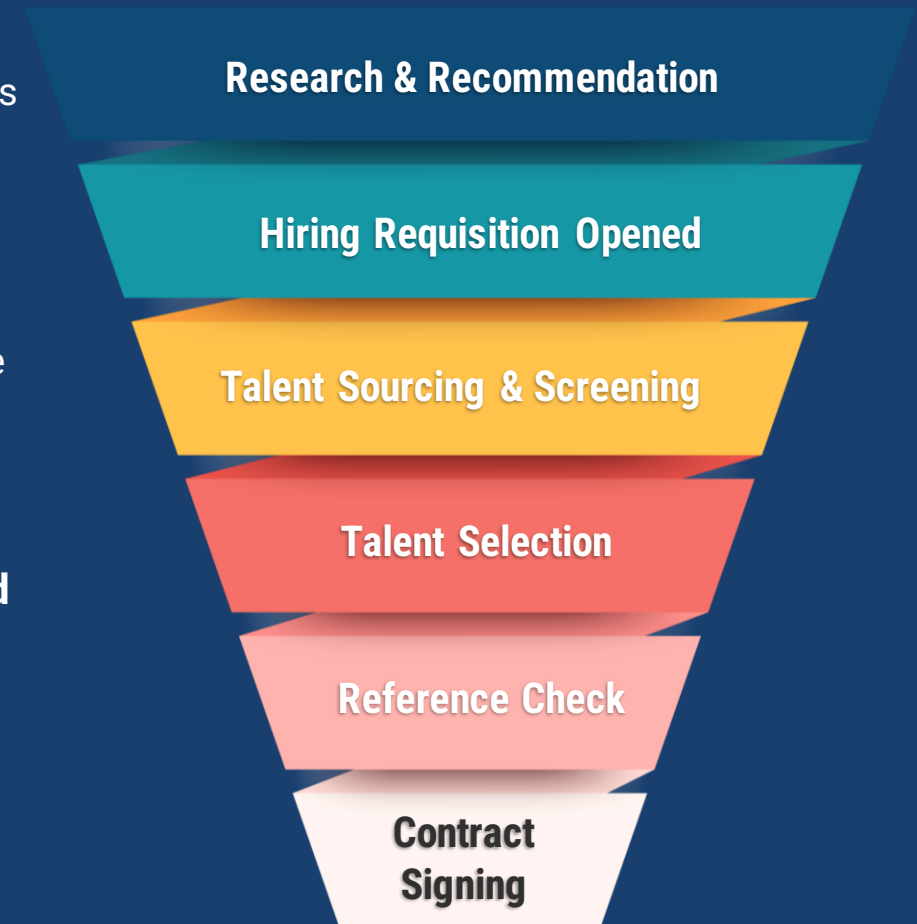 Research & Recommendation
Hiring Requisition Opened
Talent Sourcing & Screening
Talent Selection
Reference Check
Contract
Signing